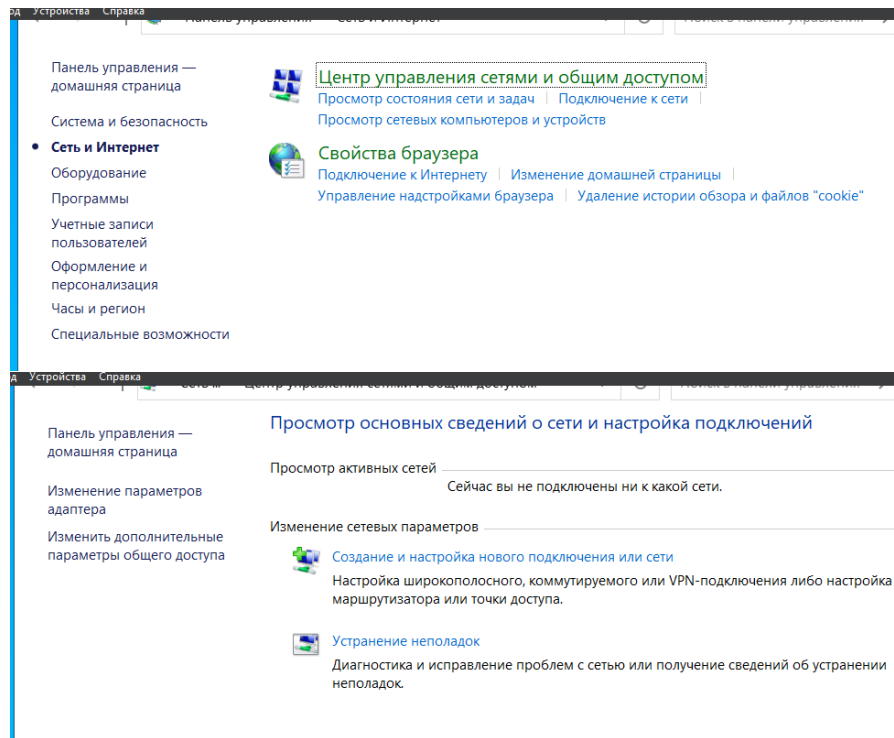 Устройства Справка
Панель управления —
домашняя страница
Система и безопасность
Сеть и Интернет
Оборудование
Программы
Учетные записи
пользователей
Оформление и
персонализация
Часы и регион
Специальные возможности
Центр управления сетями и общим доступом
Просмотр состояния сети и задач Подключение к сети
Просмотр сетевых компьютеров и устройств
Свойства браузера
Подключение к Интернету Изменение домашней страницы
Управление надстройками браузера Удаление истории обзора и файлов "cookie"
Устройства Справка
Панель управления —
домашняя страница
Изменение параметров
адаптера
Изменить дополнительные
параметры общего доступа
Просмотр основных сведений о сети и настройка подключений
Просмотр активных сетей
Сейчас вы не подключены ни к какой сети.
Изменение сетевых параметров
Создание и настройка нового подключения или сети
Настройка широкополосного, коммутируемого или VPN-подключения либо настройка
маршрутизатора или точки доступа.
Устранение неполадок
Диагностика и исправление проблем с сетью или получение сведений об устранении
неполадок.